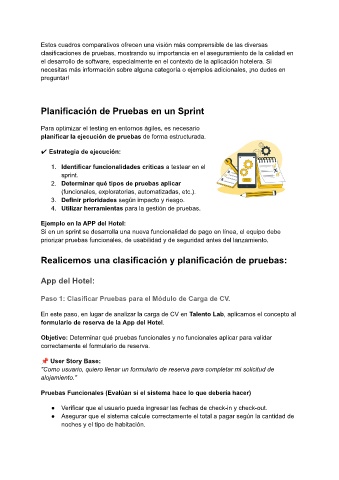 Estos cuadros comparativos ofrecen una visión más comprensible de las diversas
clasificaciones de pruebas, mostrando su importancia en el aseguramiento de la calidad en
el desarrollo de software, especialmente en el contexto de la aplicación hotelera. Si
necesitas más información sobre alguna categoría o ejemplos adicionales, ¡no dudes en
preguntar!
Planificación de Pruebas en un Sprint
Para optimizar el testing en entornos ágiles, es necesario
planificar la ejecución de pruebas de forma estructurada.
✔ Estrategia de ejecución:
1. Identificar funcionalidades críticas a testear en el
sprint.
2. Determinar qué tipos de pruebas aplicar
(funcionales, exploratorias, automatizadas, etc.).
3. Definir prioridades según impacto y riesgo.
4. Utilizar herramientas para la gestión de pruebas.
Ejemplo en la APP del Hotel:
Si en un sprint se desarrolla una nueva funcionalidad de pago en línea, el equipo debe
priorizar pruebas funcionales, de usabilidad y de seguridad antes del lanzamiento.
Realicemos una clasificación y planificación de pruebas:
App del Hotel:
Paso 1: Clasificar Pruebas para el Módulo de Carga de CV.
En este paso, en lugar de analizar la carga de CV en Talento Lab, aplicamos el concepto al
formulario de reserva de la App del Hotel.
Objetivo: Determinar qué pruebas funcionales y no funcionales aplicar para validar
correctamente el formulario de reserva.
📌 User Story Base:
"Como usuario, quiero llenar un formulario de reserva para completar mi solicitud de
alojamiento."
Pruebas Funcionales (Evalúan si el sistema hace lo que debería hacer)
● Verificar que el usuario pueda ingresar las fechas de check-in y check-out.
● Asegurar que el sistema calcule correctamente el total a pagar según la cantidad de
noches y el tipo de habitación.